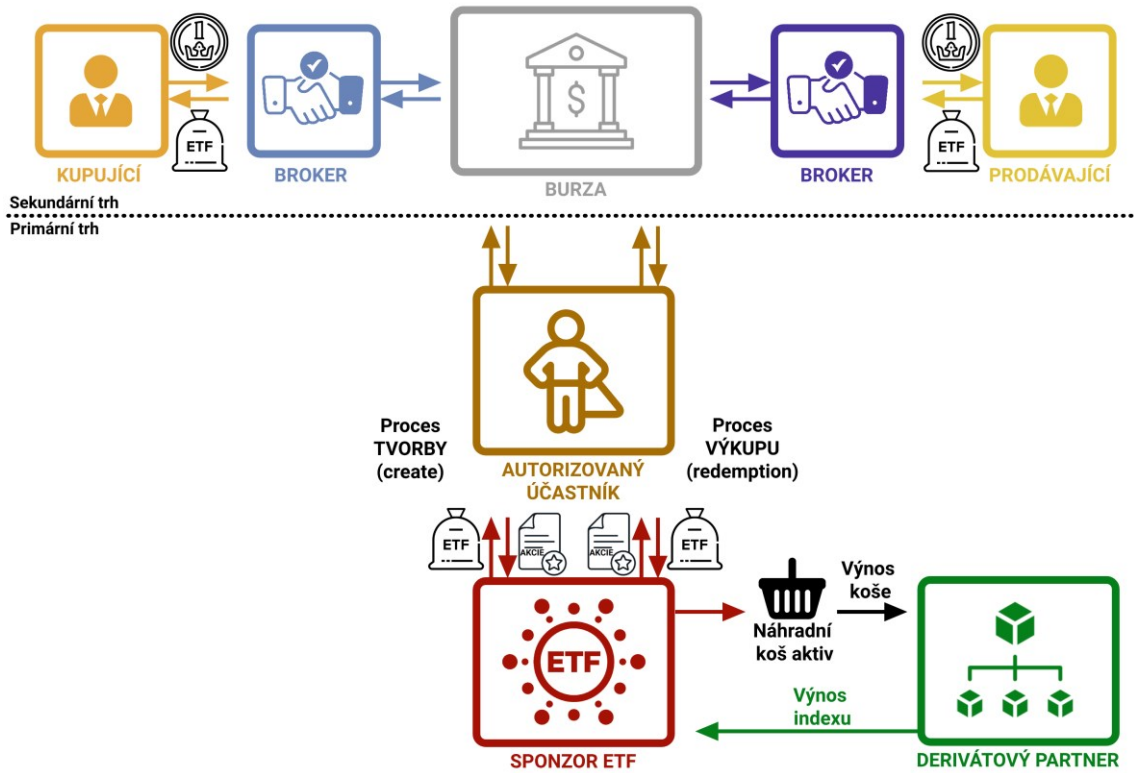 ETF
ETF
$
KUPUJÍCÍ
BROKER
BURZA
BROKER
PRODÁVAJÍCÍ
Sekundární trh
Primární trh
Proces
TVORBY
(create)
Proces
VÝKUPU
(redemption)
AUTORIZOVANÝ
ÚČASTNÍK
ETF
AKCIE
AKCIE
ETF
ETF
SPONZOR ETF
Náhradní
koš aktiv
Výnos
koše
Výnos
indexu
DERIVÁTOVÝ PARTNER